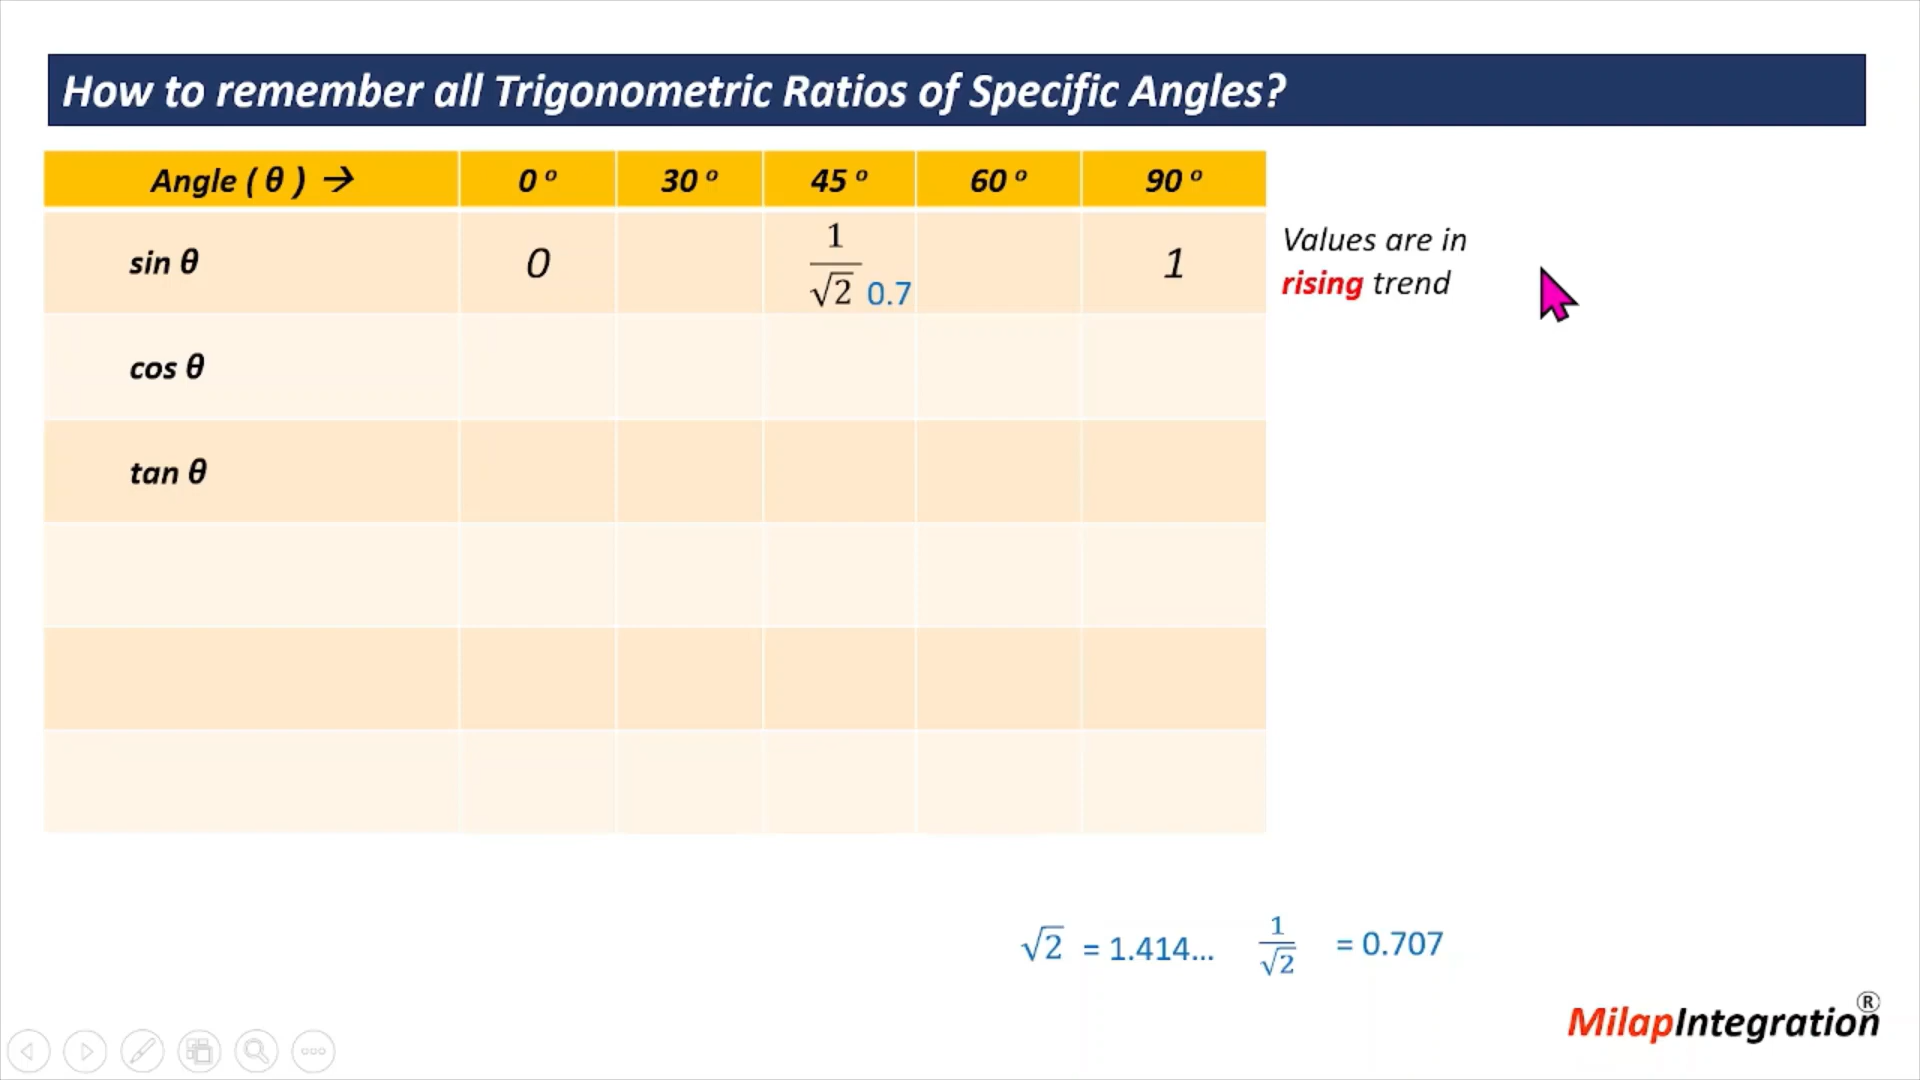 How to remember all Trigonometric Ratios of Specific Angles?
Angle ( θ ) → 0 º 30 º 45 º 60 º 90 º
sin θ 0 1/√2 0.7 1
Values are in
rising trend
cos θ
tan θ
√2 = 1.414... 1/√2 = 0.707
MilapIntegration®